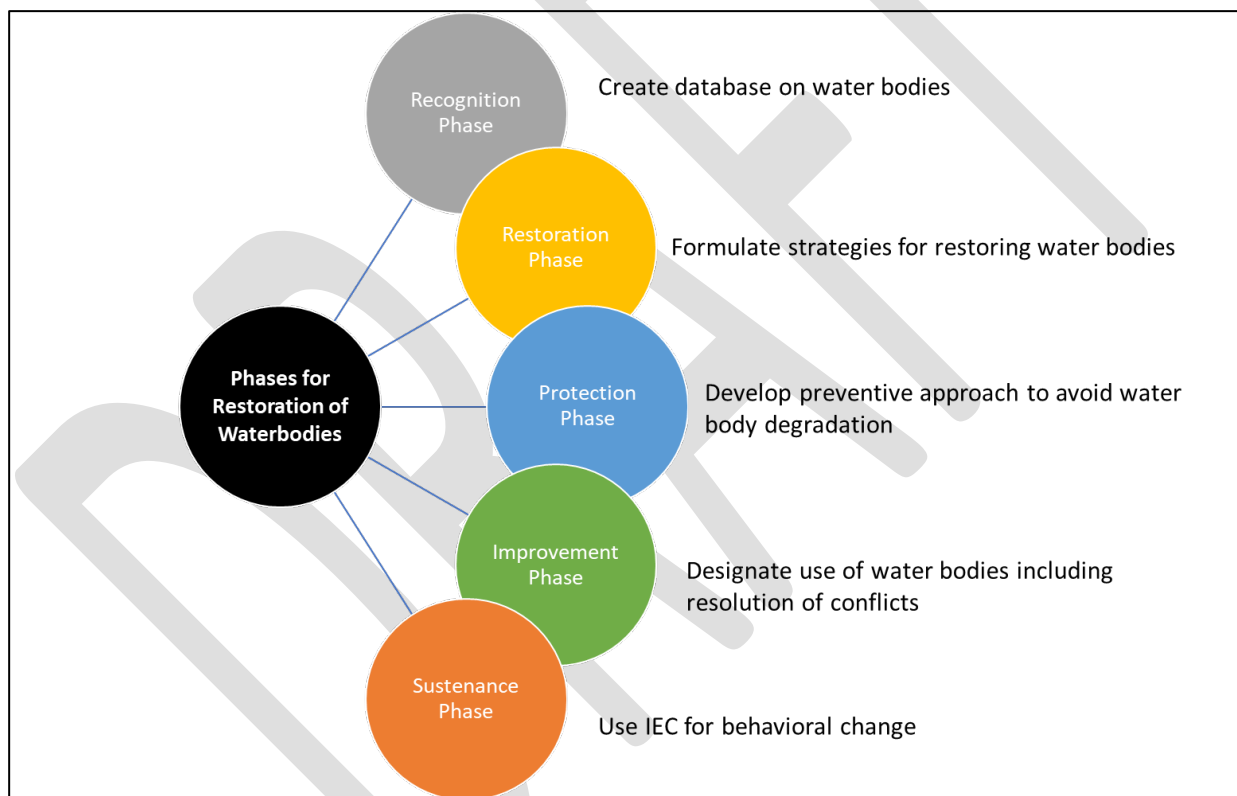 Recognition
Phase
Create database on water bodies
Restoration
Phase
Formulate strategies for restoring water bodies
Phases for
Restoration of
Waterbodies
Protection
Phase
Develop preventive approach to avoid water
body degradation
Improvement
Phase
Designate use of water bodies including
resolution of conflicts
Sustenance
Phase
Use IEC for behavioral change
DRAFT